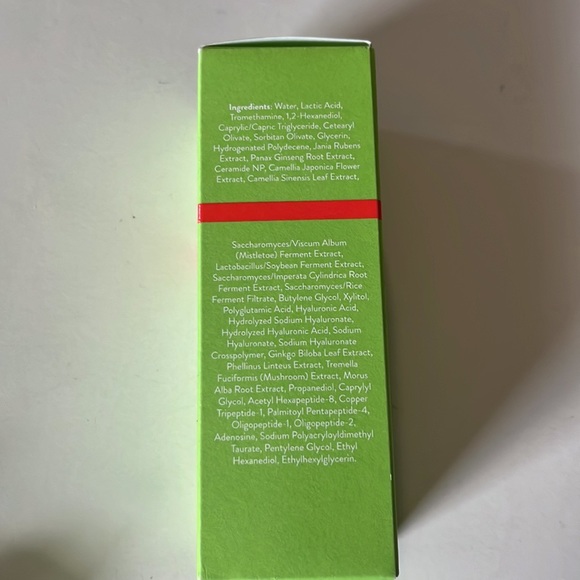 Ingredients: Water, Lactic Acid,
Tromethamine, 1,2-Hexanediol,
Caprylic/Capric Triglyceride, Cetearyl
Olivate, Sorbitan Olivate, Glycerin,
Hydrogenated Polydecene, Jania Rubens
Extract, Panax Ginseng Root Extract,
Ceramide NP, Camellia Japonica Flower
Extract, Camellia Sinensis Leaf Extract,
Saccharomyces/Viscum Album
(Mistletoe) Ferment Extract,
Lactobacillus/Soybean Ferment Extract,
Saccharomyces/Imperata Cylindrica Root
Ferment Extract, Saccharomyces/Rice
Ferment Filtrate, Butylene Glycol, Xylitol,
Polyglutamic Acid, Hyaluronic Acid,
Hydrolyzed Sodium Hyaluronate,
Hydrolyzed Hyaluronic Acid, Sodium
Hyaluronate, Sodium Hyaluronate
Crosspolymer, Ginkgo Biloba Leaf Extract,
Phellinus Linteus Extract, Tremella
Fuciformis (Mushroom) Extract, Morus
Alba Root Extract, Propanediol, Caprylyl
Glycol, Acetyl Hexapeptide-8, Copper
Tripeptide-1, Palmitoyl Pentapeptide-4,
Oligopeptide-1, Oligopeptide-2,
Adenosine, Sodium Polyacryloyldimethyl
Taurate, Pentylene Glycol, Ethyl
Hexanediol, Ethylhexylglycerin.